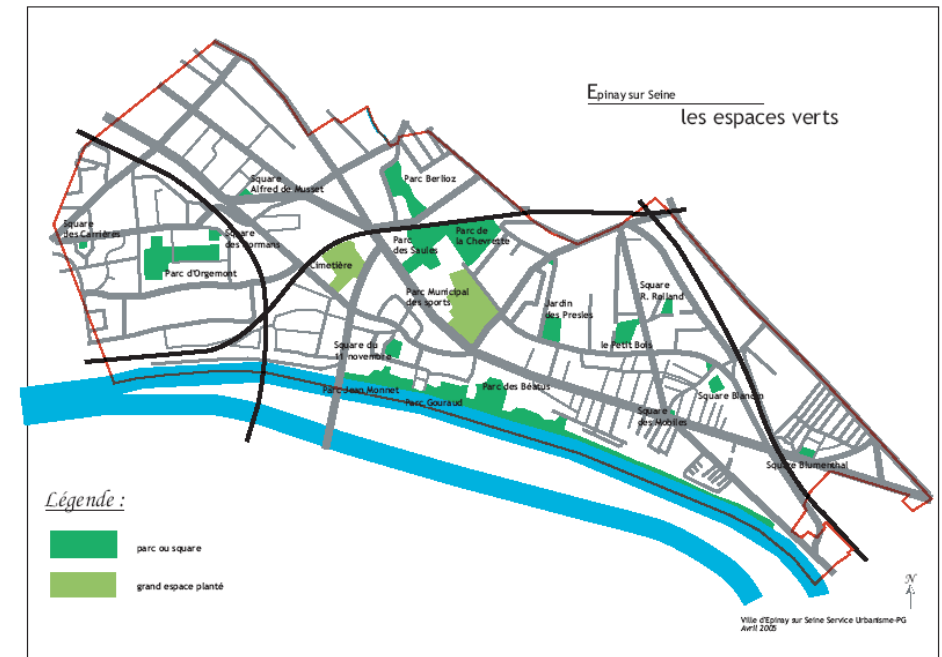 Epinay sur Seine
les espaces verts
Parc Berlioz
Square
Alfred de Musset
Square
des Carrières
Square
des Mormans
Parc d'Orgemont
Cimetière
Parc
des Saules
Parc de
la Chevrette
Parc Municipal
des sports
Jardin
des Presles
Square
R. Rolland
le Petit Bois
Square du
11 novembre
Parc Jean Monnet
Parc Gouraud
Parc des Béatus
Square Blancin
Square
des Mobiles
Square Blumenthal
Légende :
parc ou square
grand espace planté
N
Ville d'Epinay sur Seine Service Urbanisme-PG
Avril 2005